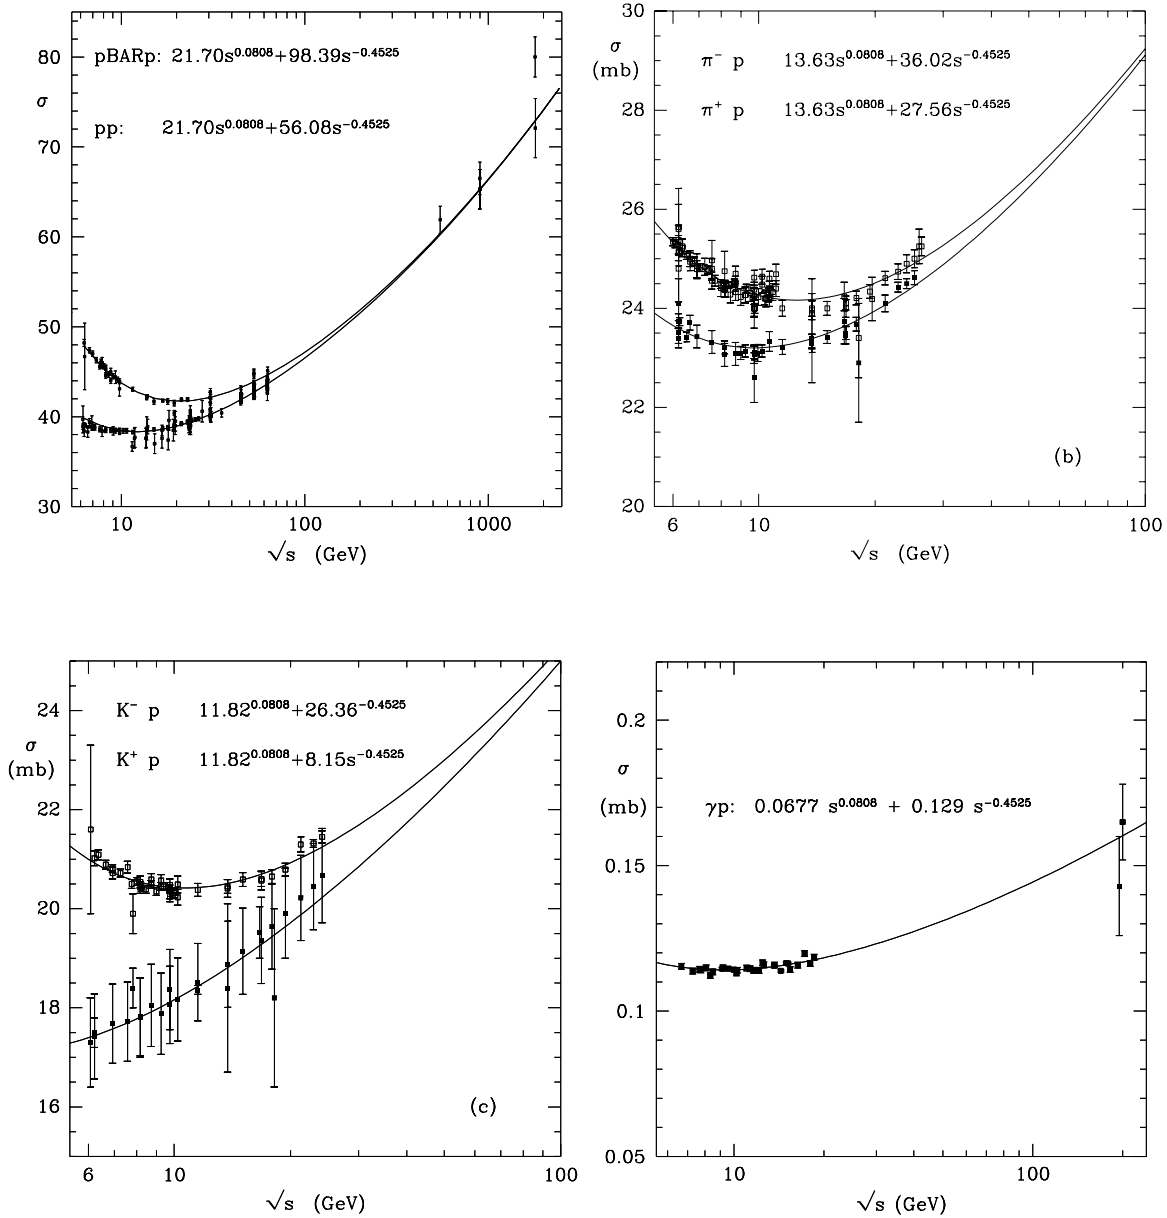 80
pBARp: 21.70s^0.0808+98.39s^-0.4525
σ
pp: 21.70s^0.0808+56.08s^-0.4525
70
60
50
40
30
10 100 1000
√s (GeV)
30
σ
(mb)
π⁻ p 13.63s^0.0808+36.02s^-0.4525
π⁺ p 13.63s^0.0808+27.56s^-0.4525
28
26
24
22
(b)
20
6 10 100
√s (GeV)
24
K⁻ p 11.82^0.0808+26.36^-0.4525
σ
(mb)
K⁺ p 11.82^0.0808+8.15s^-0.4525
22
20
18
16
(c)
6 10 100
√s (GeV)
0.2
σ
(mb)
γp: 0.0677 s^0.0808 + 0.129 s^-0.4525
0.15
0.1
0.05
10 100
√s (GeV)